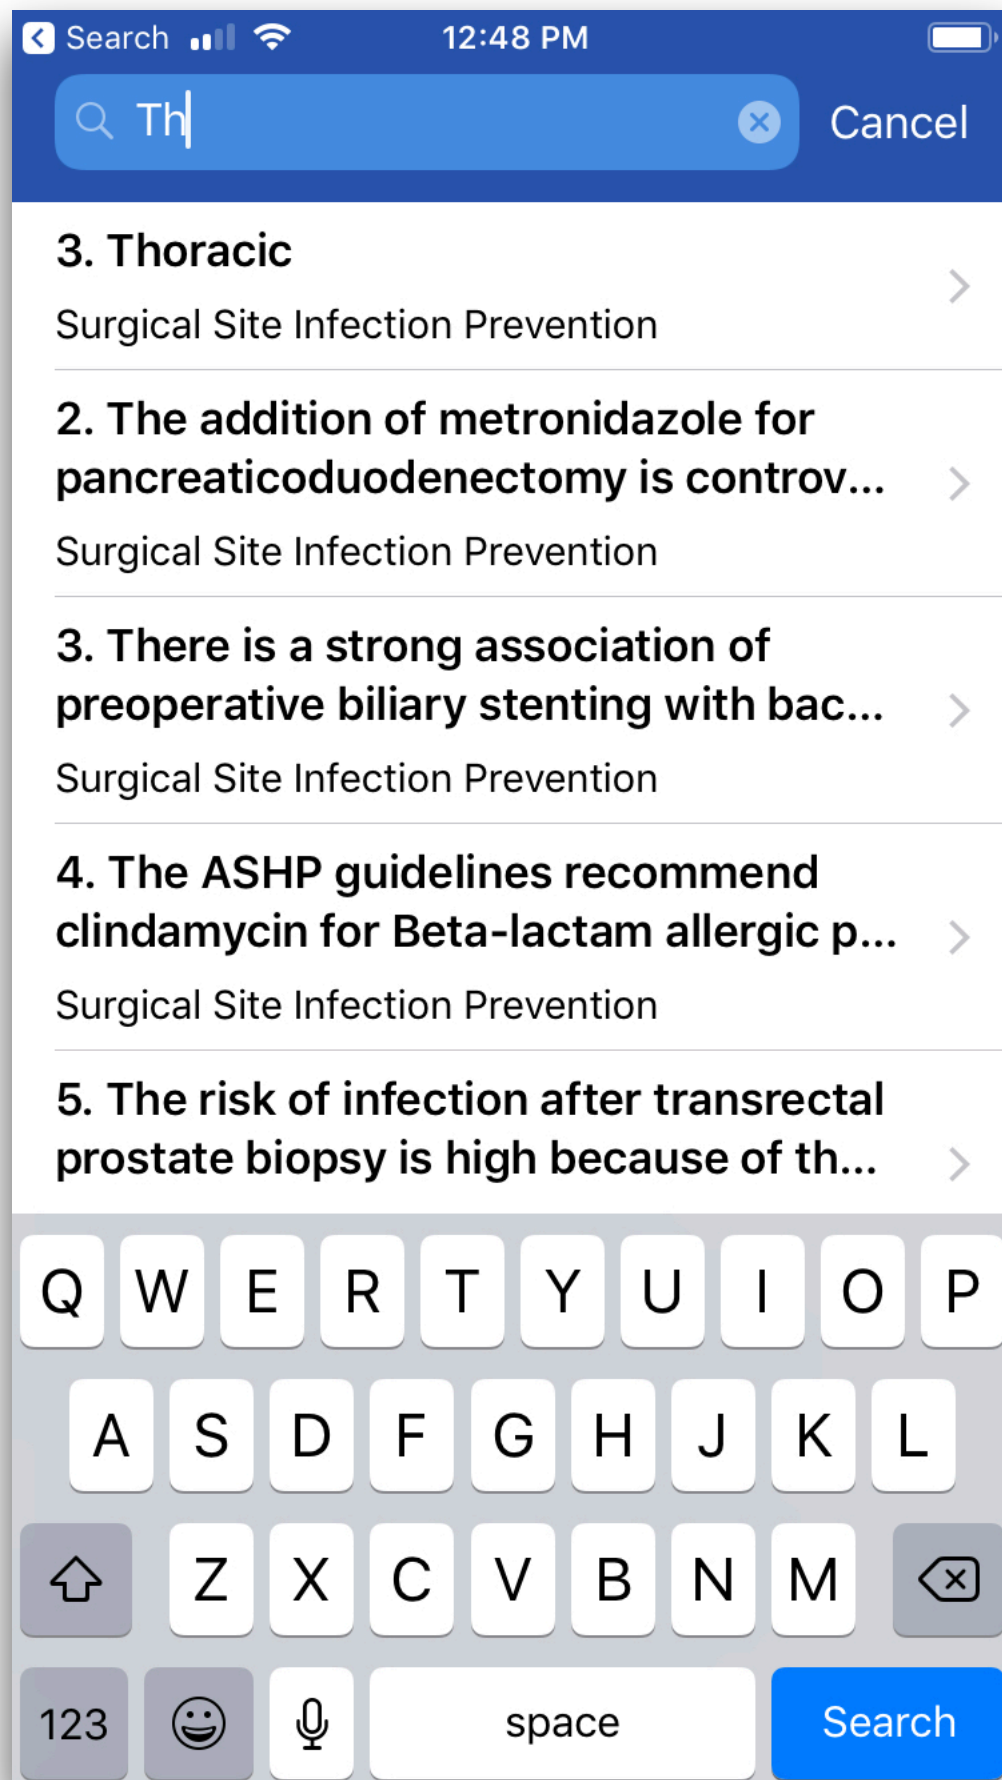 Search 12:48 PM
Th Cancel
3. Thoracic
Surgical Site Infection Prevention
2. The addition of metronidazole for
pancreaticoduodenectomy is controv...
Surgical Site Infection Prevention
3. There is a strong association of
preoperative biliary stenting with bac...
Surgical Site Infection Prevention
4. The ASHP guidelines recommend
clindamycin for Beta-lactam allergic p...
Surgical Site Infection Prevention
5. The risk of infection after transrectal
prostate biopsy is high because of th...
Q W E R T Y U I O P
A S D F G H J K L
Z X C V B N M
123 space Search